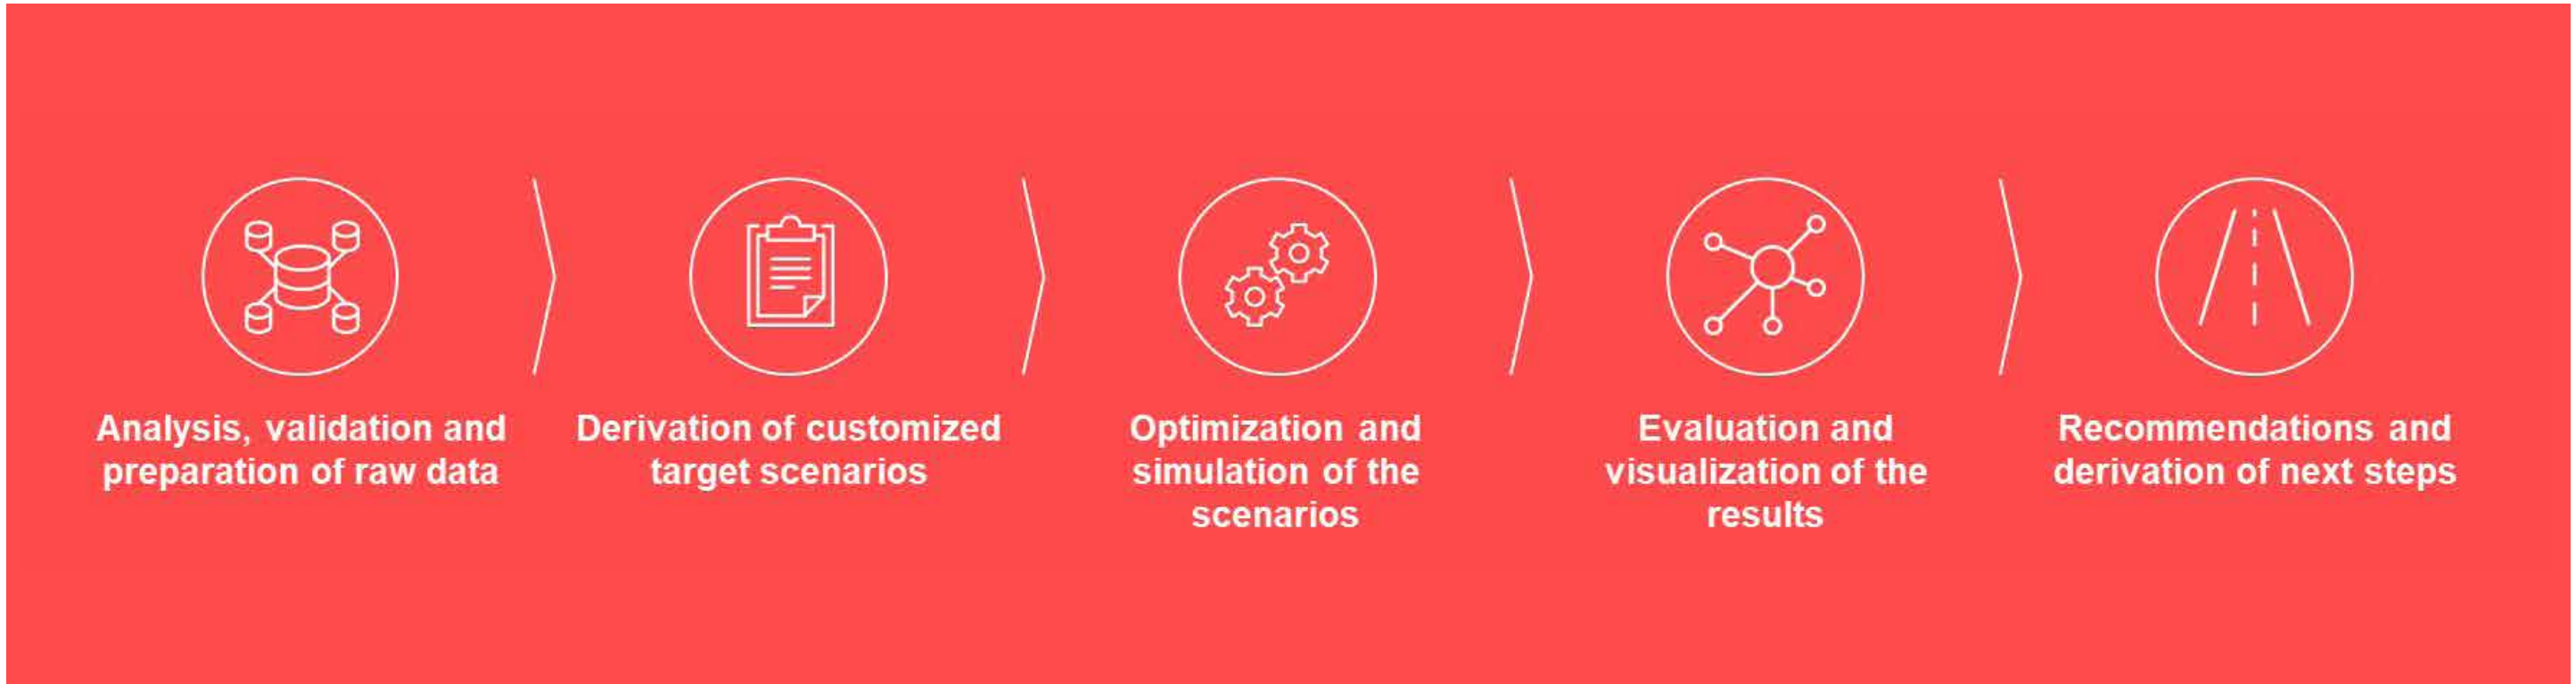 Analysis, validation and
preparation of raw data
Derivation of customized
target scenarios
Optimization and
simulation of the
scenarios
Evaluation and
visualization of the
results
Recommendations and
derivation of next steps